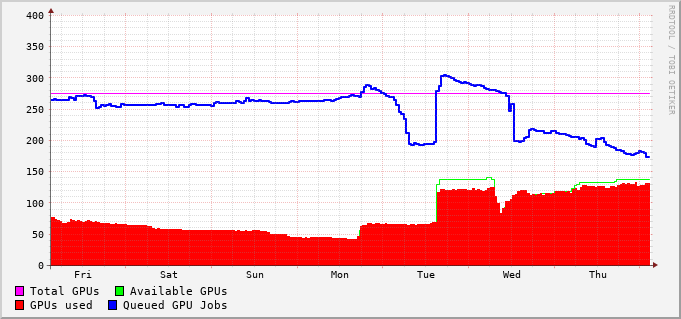 400
350
300
250
200
150
100
50
0
Fri Sat Sun Mon Tue Wed Thu
Total GPUs Available GPUs
GPUs used Queued GPU Jobs
RRDTOOL / TOBI OETIKER